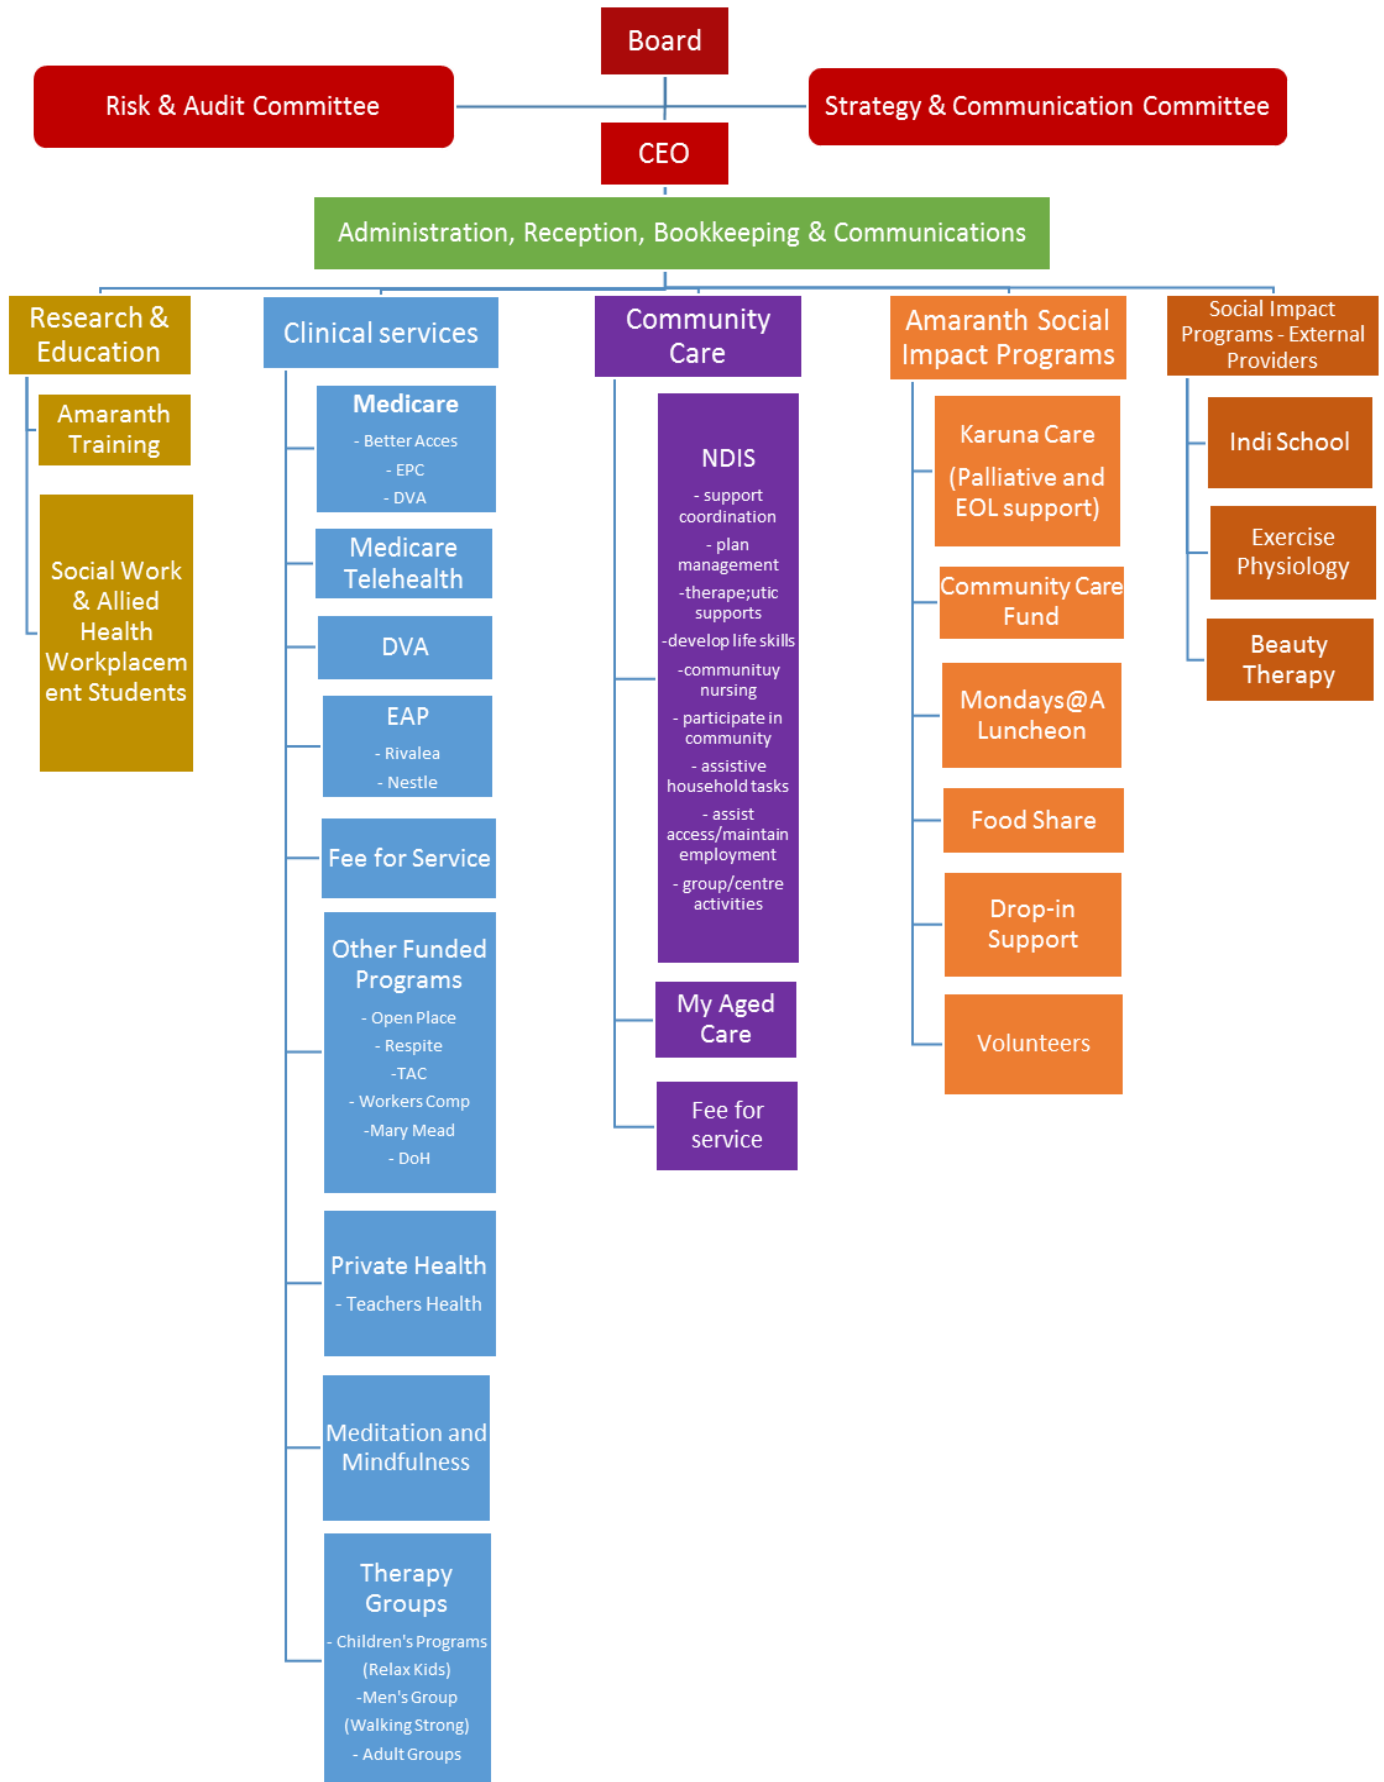 Board
Risk & Audit Committee
Strategy & Communication Committee
CEO
Administration, Reception, Bookkeeping & Communications
Research &
Education
Amaranth
Training
Social Work
& Allied
Health
Workplacem
ent Students
Clinical services
Medicare
- Better Acces
- EPC
- DVA
Medicare
Telehealth
DVA
EAP
- Rivalea
- Nestle
Fee for Service
Other Funded
Programs
- Open Place
- Respite
-TAC
- Workers Comp
-Mary Mead
- DoH
Private Health
- Teachers Health
Meditation and
Mindfulness
Therapy
Groups
- Children's Programs
(Relax Kids)
-Men's Group
(Walking Strong)
- Adult Groups
Community
Care
NDIS
- support
coordination
- plan
management
-therape;utic
supports
-develop life skills
-communituy
nursing
- participate in
community
- assistive
household tasks
- assist
access/maintain
employment
- group/centre
activities
My Aged
Care
Fee for
service
Amaranth Social
Impact Programs
Karuna Care
(Palliative and
EOL support)
Community Care
Fund
Mondays@A
Luncheon
Food Share
Drop-in
Support
Volunteers
Social Impact
Programs - External
Providers
Indi School
Exercise
Physiology
Beauty
Therapy